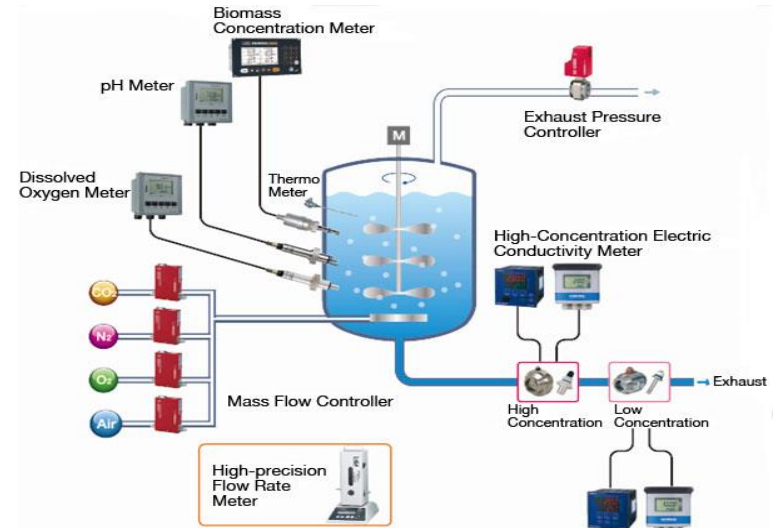 Biomass
Concentration Meter
pH Meter
Dissolved
Oxygen Meter
Thermo
Meter
M
Exhaust Pressure
Controller
High-Concentration Electric
Conductivity Meter
CO2
N2
O2
Air
Mass Flow Controller
Exhaust
High
Concentration
Low
Concentration
High-precision
Flow Rate
Meter